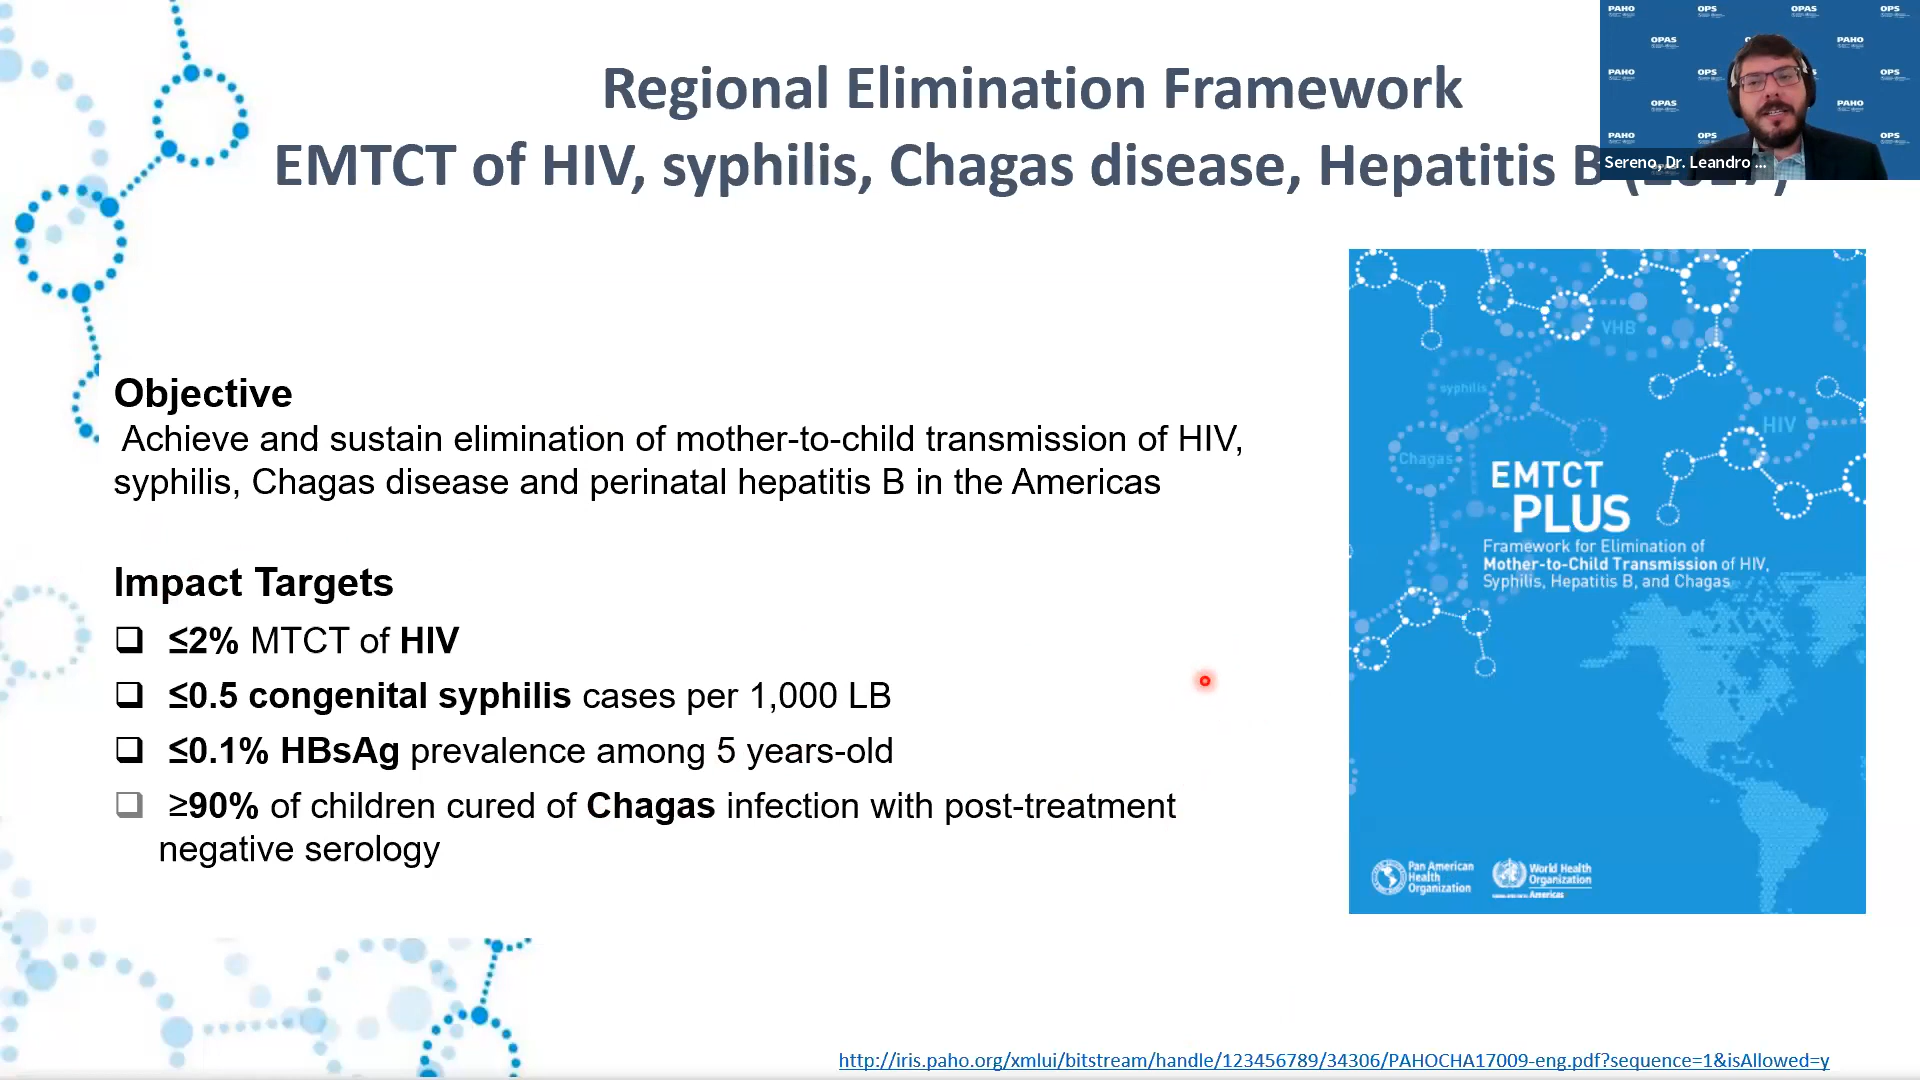 Regional Elimination Framework
EMTCT of HIV, syphilis, Chagas disease, Hepatitis B
PAHO OPS OPAS OPS
OPAS PAHO
PAHO OPS OPS
OPAS PAHO
PAHO OPS OPS
Sereno, Dr. Leandro ...
Objective
Achieve and sustain elimination of mother-to-child transmission of HIV,
syphilis, Chagas disease and perinatal hepatitis B in the Americas
Impact Targets
❑ ≤2% MTCT of HIV
❑ ≤0.5 congenital syphilis cases per 1,000 LB
❑ ≤0.1% HBsAg prevalence among 5 years-old
❑ ≥90% of children cured of Chagas infection with post-treatment
negative serology
VHB
syphilis
HIV
Chagas
EMTCT
PLUS
Framework for Elimination of
Mother-to-Child Transmission of HIV,
Syphilis, Hepatitis B, and Chagas
Pan American
Health
Organization
World Health
Organization
Americas
http://iris.paho.org/xmlui/bitstream/handle/123456789/34306/PAHOCHA17009-eng.pdf?sequence=1&isAllowed=y